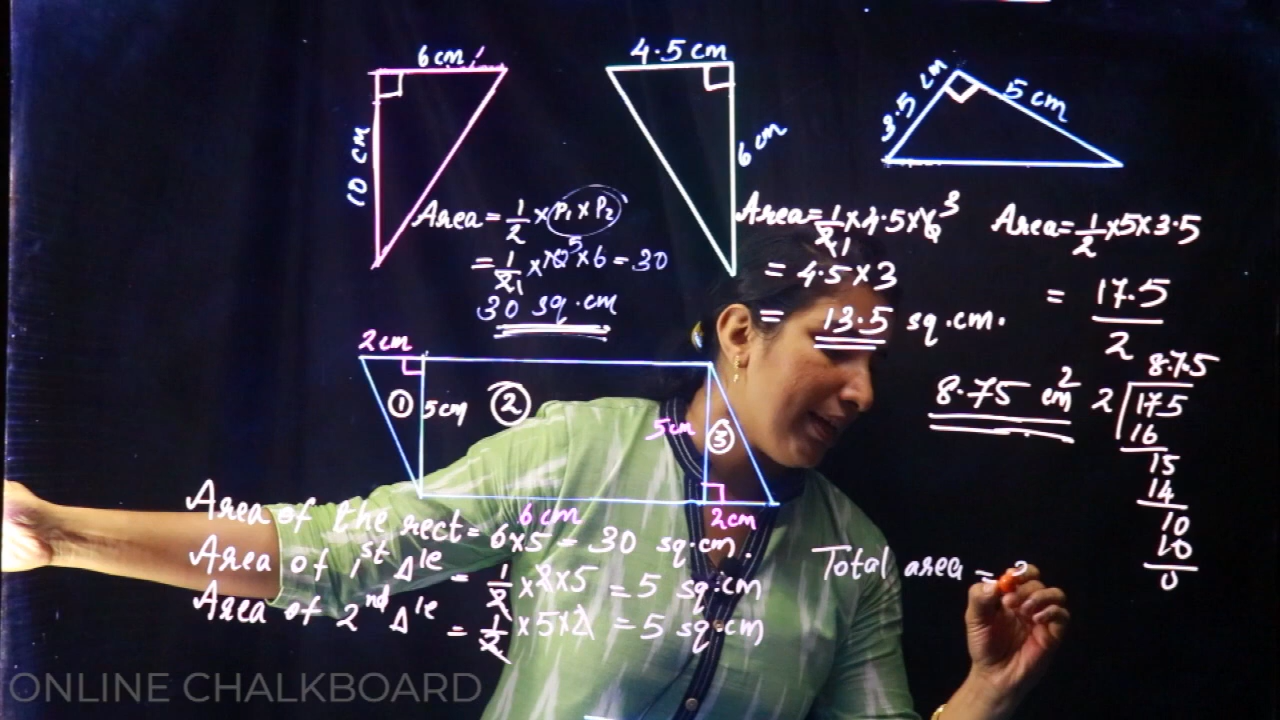 6 cm
10 cm
Area = 1/2 × P₁ × P₂
= 1/2 × 10 5 × 6 = 30
30 sq.cm
4.5 cm
6 cm
Area = 1/2 1 × 4.5 × 6 3
= 4.5 × 3
= 13.5 sq.cm.
3.5 cm
5 cm
Area = 1/2 × 5 × 3.5
= 17.5/2
8.75 cm²
8.75
2 17.5
16
15
14
10
10
0
2cm
① 5cm ②
5cm ③
6 cm
2cm
Area of the rect = 6×5 = 30 sq.cm.
Area of 1st Δle = 1/2 × 2 × 5 = 5 sq.cm
Area of 2nd Δle = 1/2 × 5 × 2 = 5 sq.cm
Total area =
ONLINE CHALKBOARD